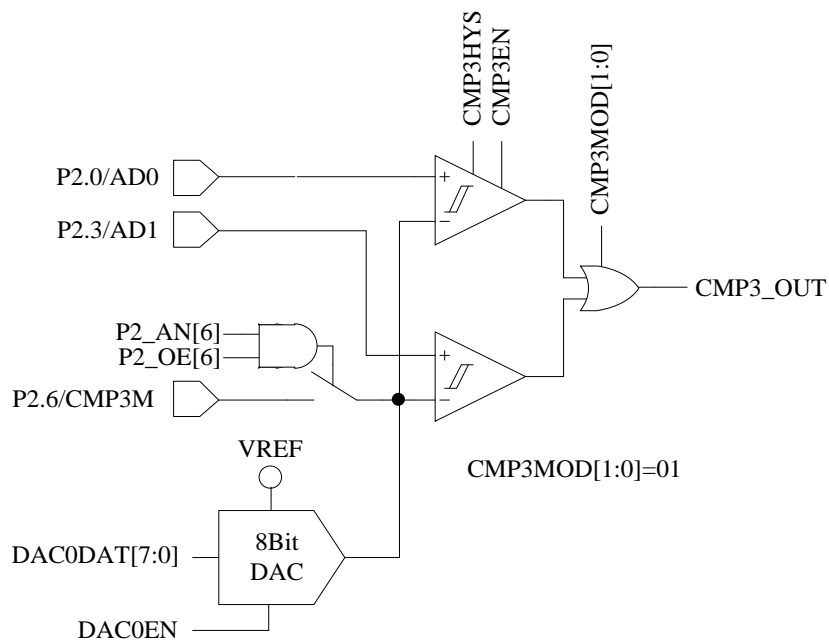 CMP3HYS
CMP3EN
CMP3MOD[1:0]
P2.0/AD0
+
−
P2.3/AD1
CMP3_OUT
P2_AN[6]
P2_OE[6]
+
−
P2.6/CMP3M
VREF
CMP3MOD[1:0]=01
DAC0DAT[7:0]
8Bit
DAC
DAC0EN